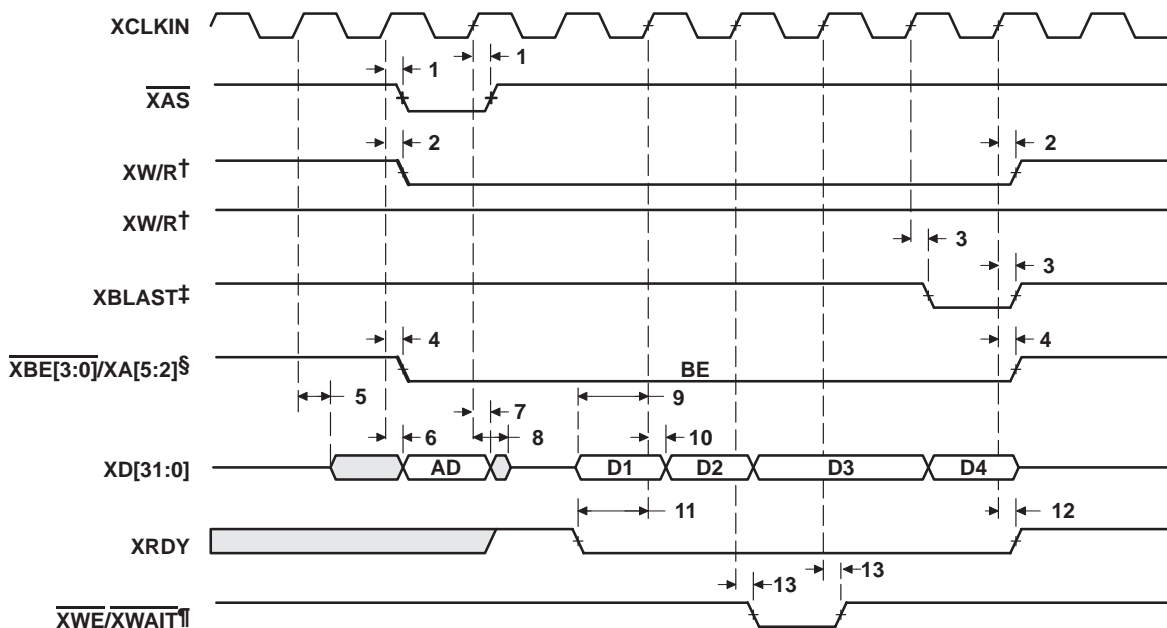 XCLKIN
1 1
XAS
2 2
XW/R†
XW/R†
3
3
XBLAST‡
4 4
XBE[3:0]/XA[5:2]§ BE
5 7 9
6 8 10
XD[31:0] AD D1 D2 D3 D4
11 12
XRDY
13 13
XWE/XWAIT¶